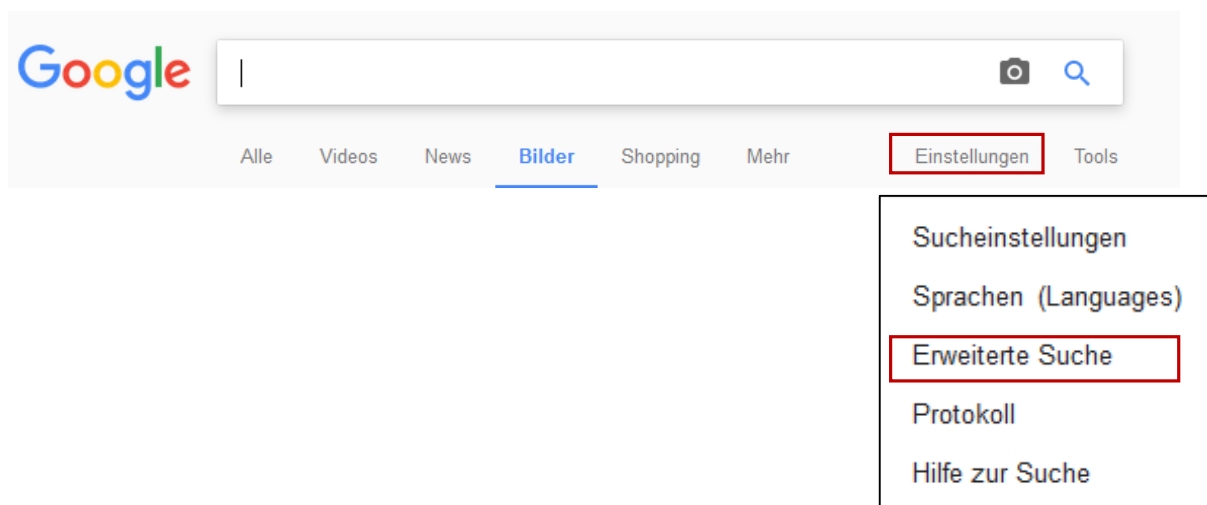 Google
Alle Videos News Bilder Shopping Mehr Einstellungen Tools
Sucheinstellungen
Sprachen (Languages)
Erweiterte Suche
Protokoll
Hilfe zur Suche